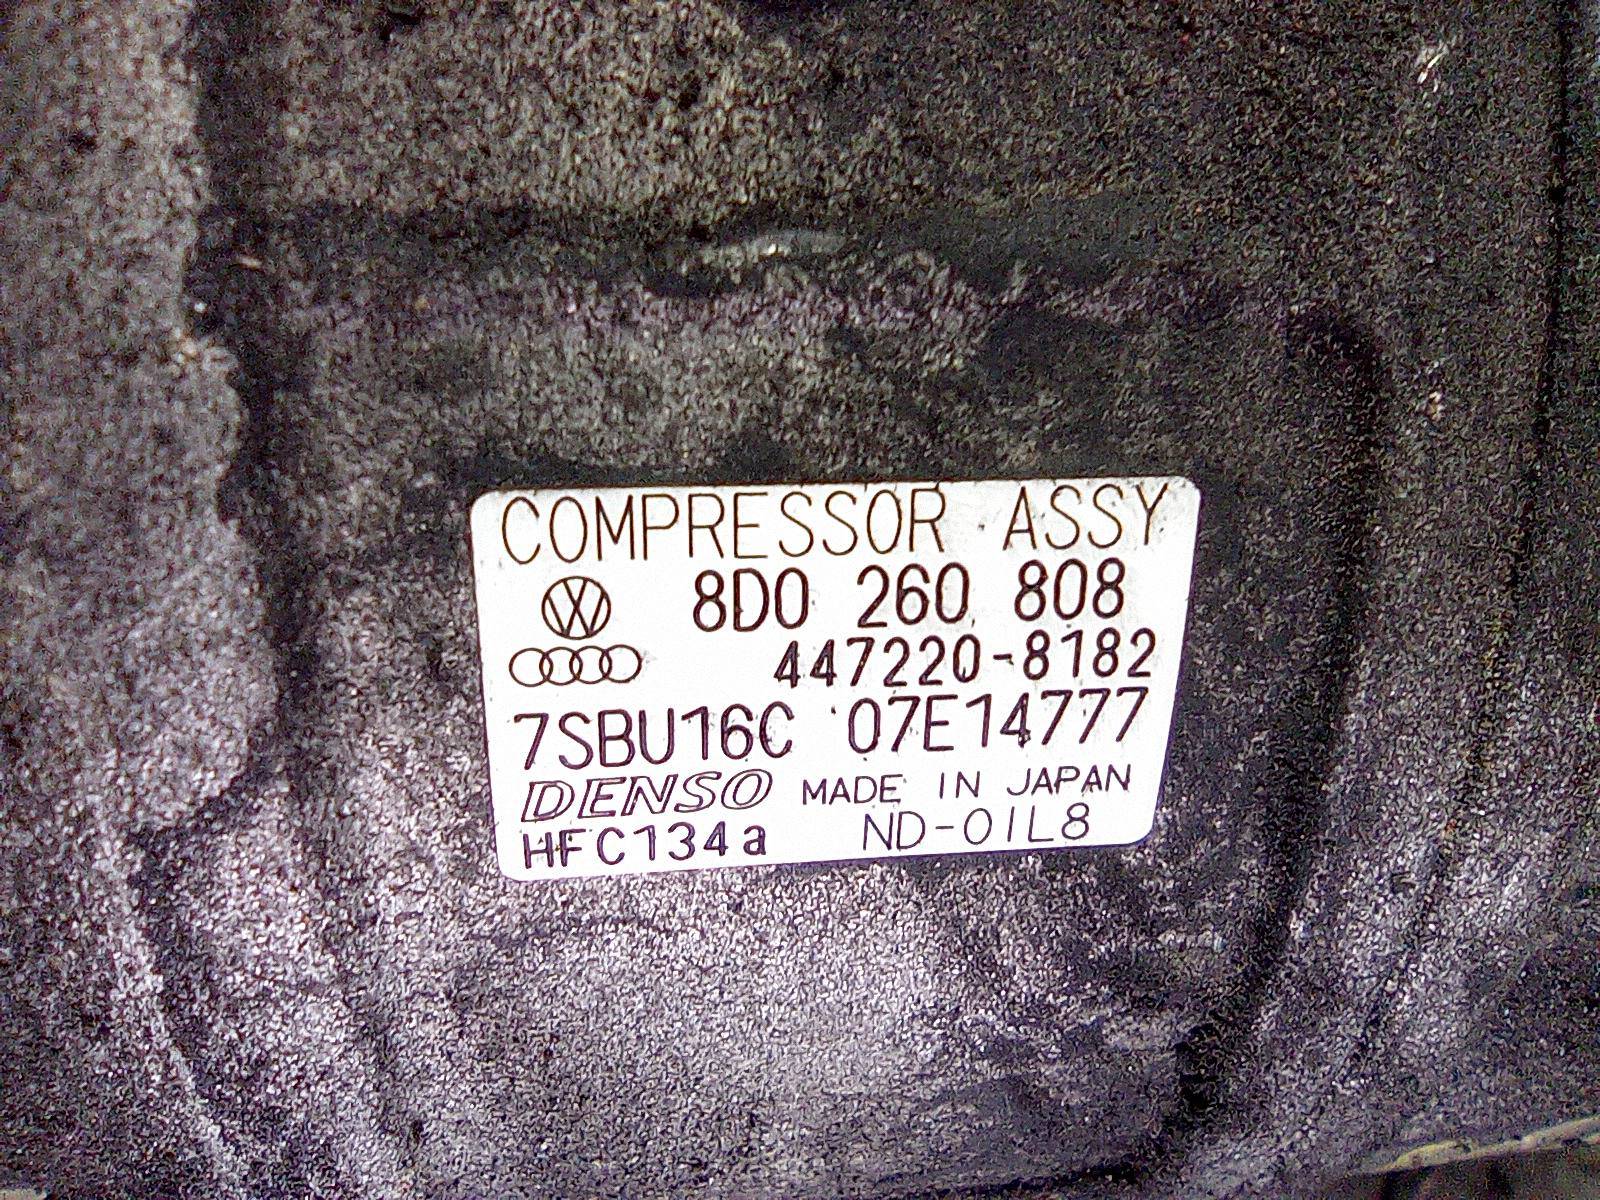 COMPRESSOR ASSY
8D0 260 808
447220-8182
7SBU16C 07E14777
DENSO MADE IN JAPAN
HFC134a ND-OIL8